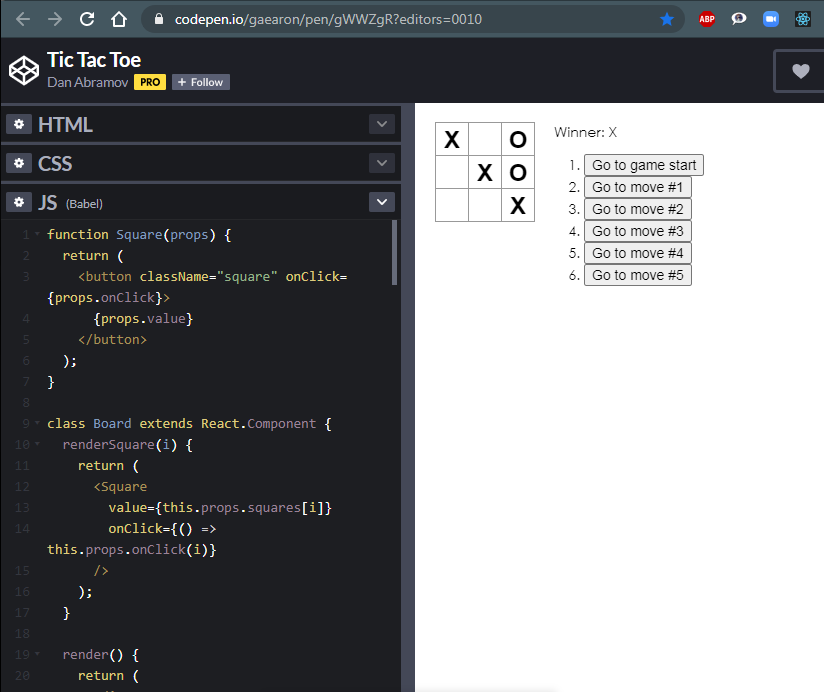 codepen.io/gaearon/pen/gWWZgR?editors=0010
ABP
Tic Tac Toe
Dan Abramov PRO + Follow
HTML
CSS
JS (Babel)
1 function Square(props) {
2 return (
3 <button className="square" onClick=
{props.onClick}>
4 {props.value}
5 </button>
6 );
7 }
8
9 class Board extends React.Component {
10 renderSquare(i) {
11 return (
12 <Square
13 value={this.props.squares[i]}
14 onClick={() =>
this.props.onClick(i)}
15 />
16 );
17 }
18
19 render() {
20 return (
X O
X O
X
Winner: X
1. Go to game start
2. Go to move #1
3. Go to move #2
4. Go to move #3
5. Go to move #4
6. Go to move #5